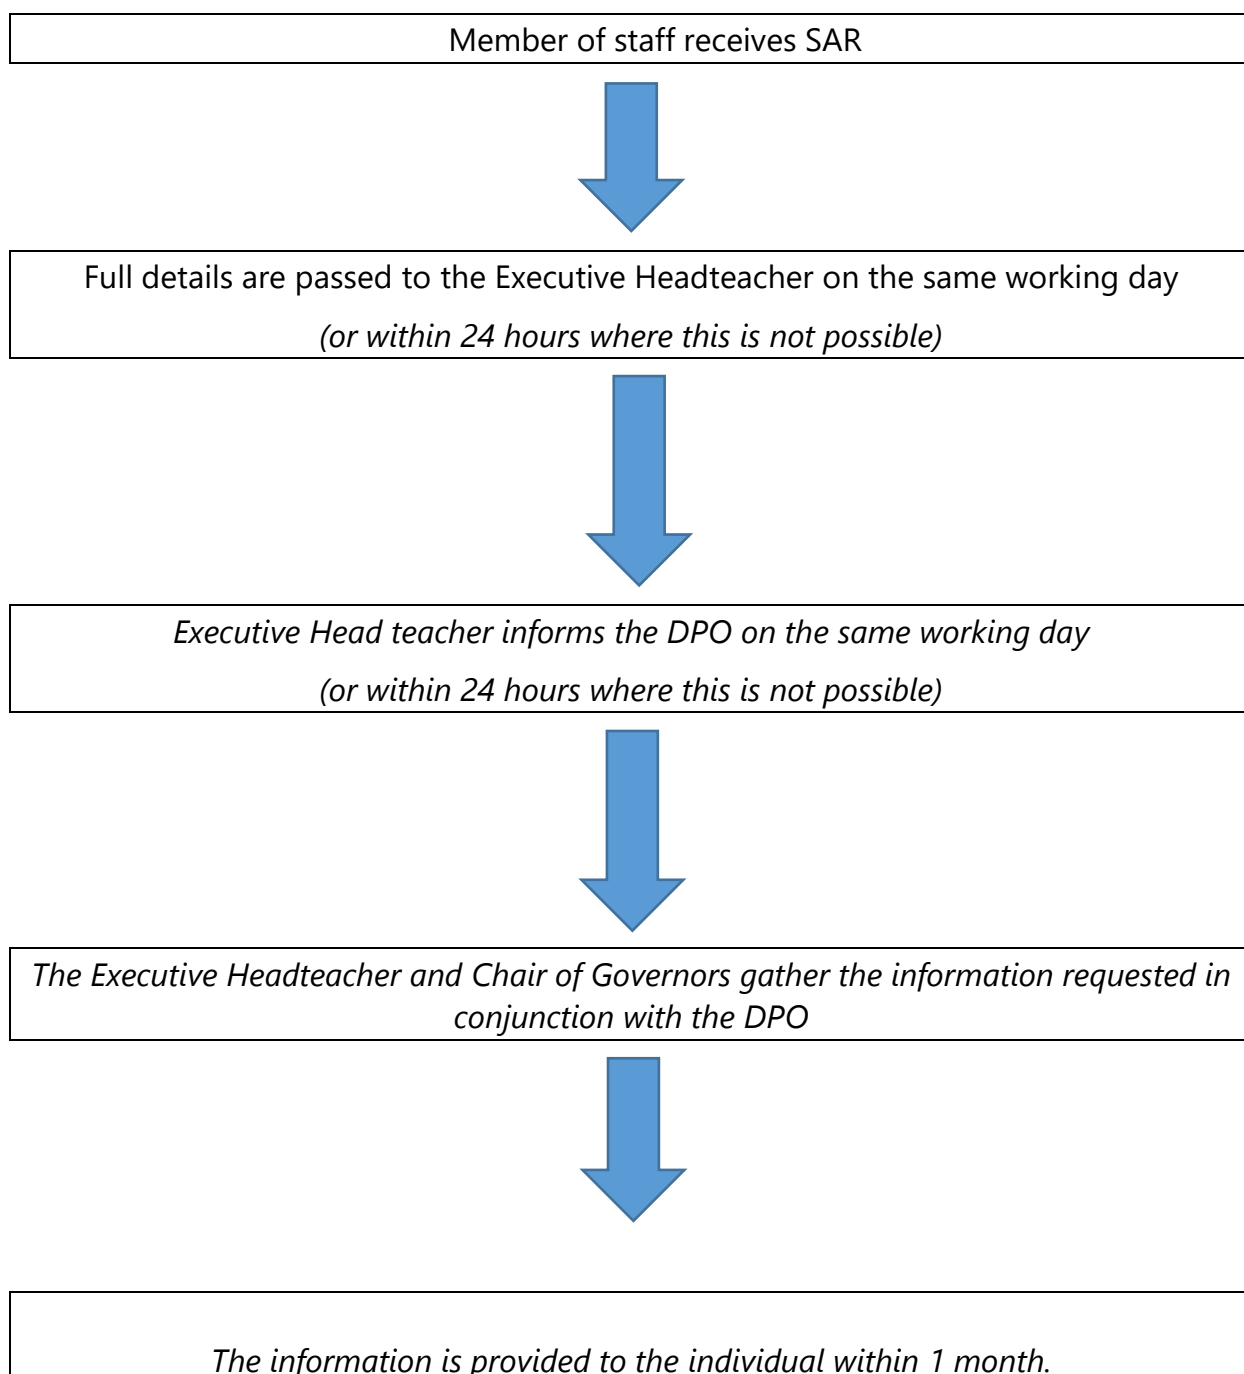 Member of staff receives SAR
Full details are passed to the Executive Headteacher on the same working day
(or within 24 hours where this is not possible)
Executive Head teacher informs the DPO on the same working day
(or within 24 hours where this is not possible)
The Executive Headteacher and Chair of Governors gather the information requested in
conjunction with the DPO
The information is provided to the individual within 1 month.